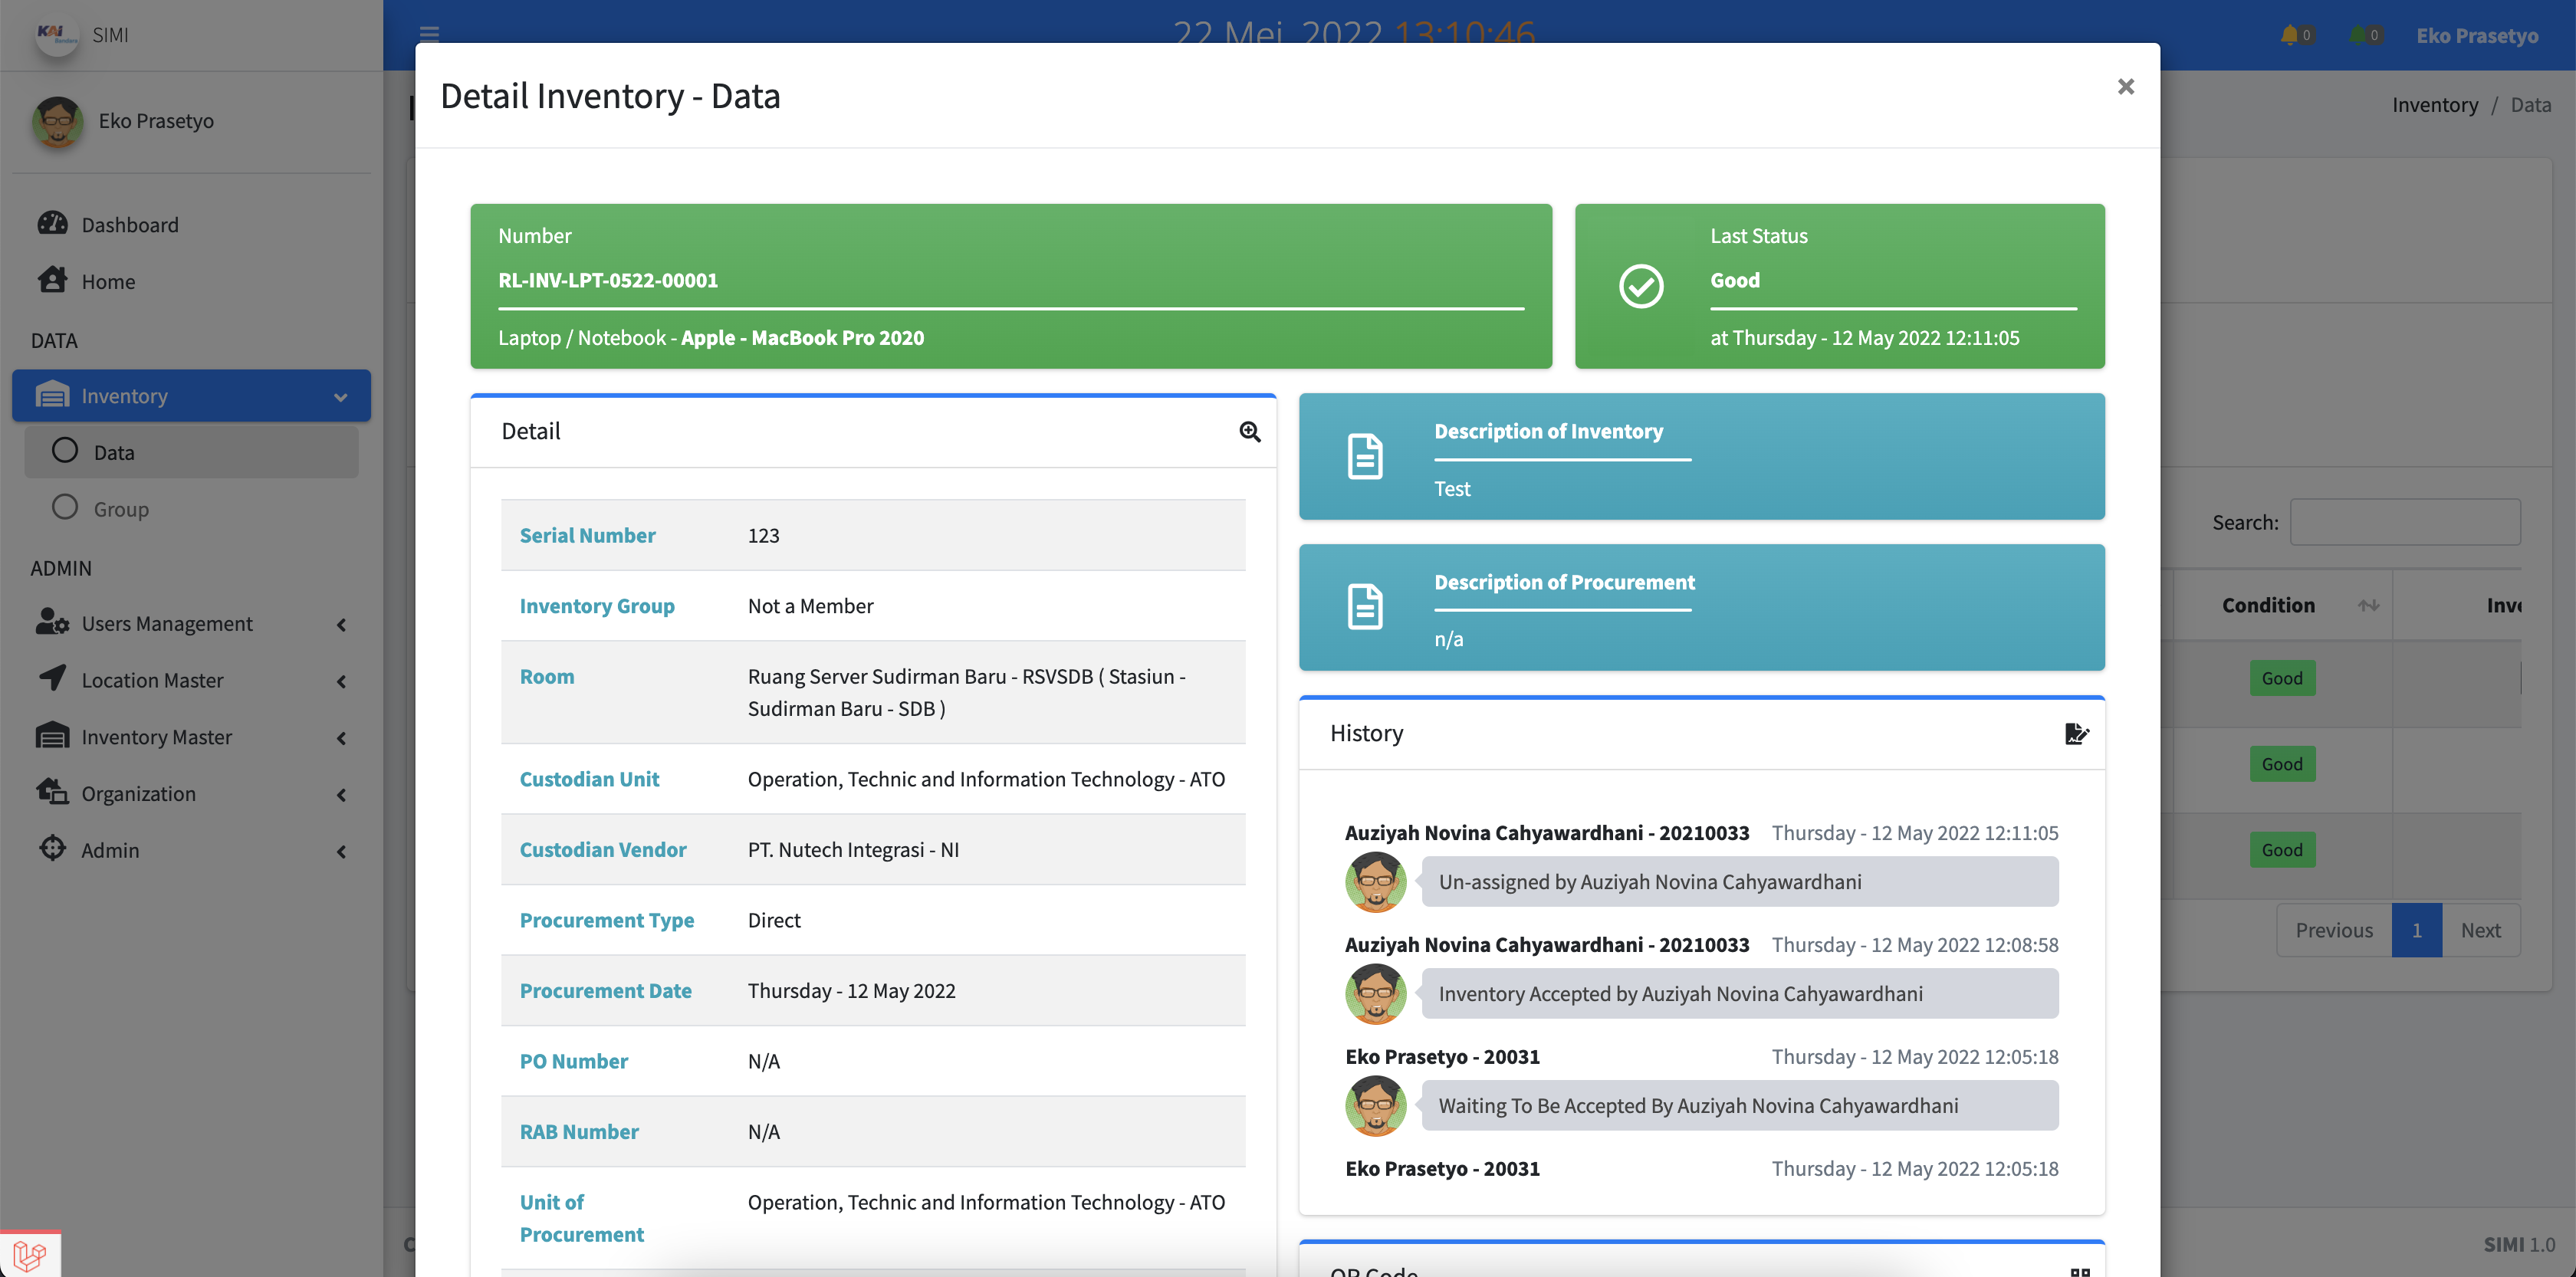 KAI
SIMI
22 Mei 2022 13:10:46
0
0
Eko Prasetyo
Eko Prasetyo
Dashboard
Home
DATA
Inventory
Data
Group
ADMIN
Users Management
Location Master
Inventory Master
Organization
Admin
Inventory / Data
Detail Inventory - Data
×
Number
RL-INV-LPT-0522-00001
Laptop / Notebook - Apple - MacBook Pro 2020
Last Status
Good
at Thursday - 12 May 2022 12:11:05
Detail
Serial Number 123
Inventory Group Not a Member
Room Ruang Server Sudirman Baru - RSVSDB ( Stasiun -
Sudirman Baru - SDB )
Custodian Unit Operation, Technic and Information Technology - ATO
Custodian Vendor PT. Nutech Integrasi - NI
Procurement Type Direct
Procurement Date Thursday - 12 May 2022
PO Number N/A
RAB Number N/A
Unit of Operation, Technic and Information Technology - ATO
Procurement
Description of Inventory
Test
Description of Procurement
n/a
History
Auziyah Novina Cahyawardhani - 20210033 Thursday - 12 May 2022 12:11:05
Un-assigned by Auziyah Novina Cahyawardhani
Auziyah Novina Cahyawardhani - 20210033 Thursday - 12 May 2022 12:08:58
Inventory Accepted by Auziyah Novina Cahyawardhani
Eko Prasetyo - 20031 Thursday - 12 May 2022 12:05:18
Waiting To Be Accepted By Auziyah Novina Cahyawardhani
Eko Prasetyo - 20031 Thursday - 12 May 2022 12:05:18
QR Code
Search:
Condition Inve
Good
Good
Good
Previous 1 Next
SIMI 1.0